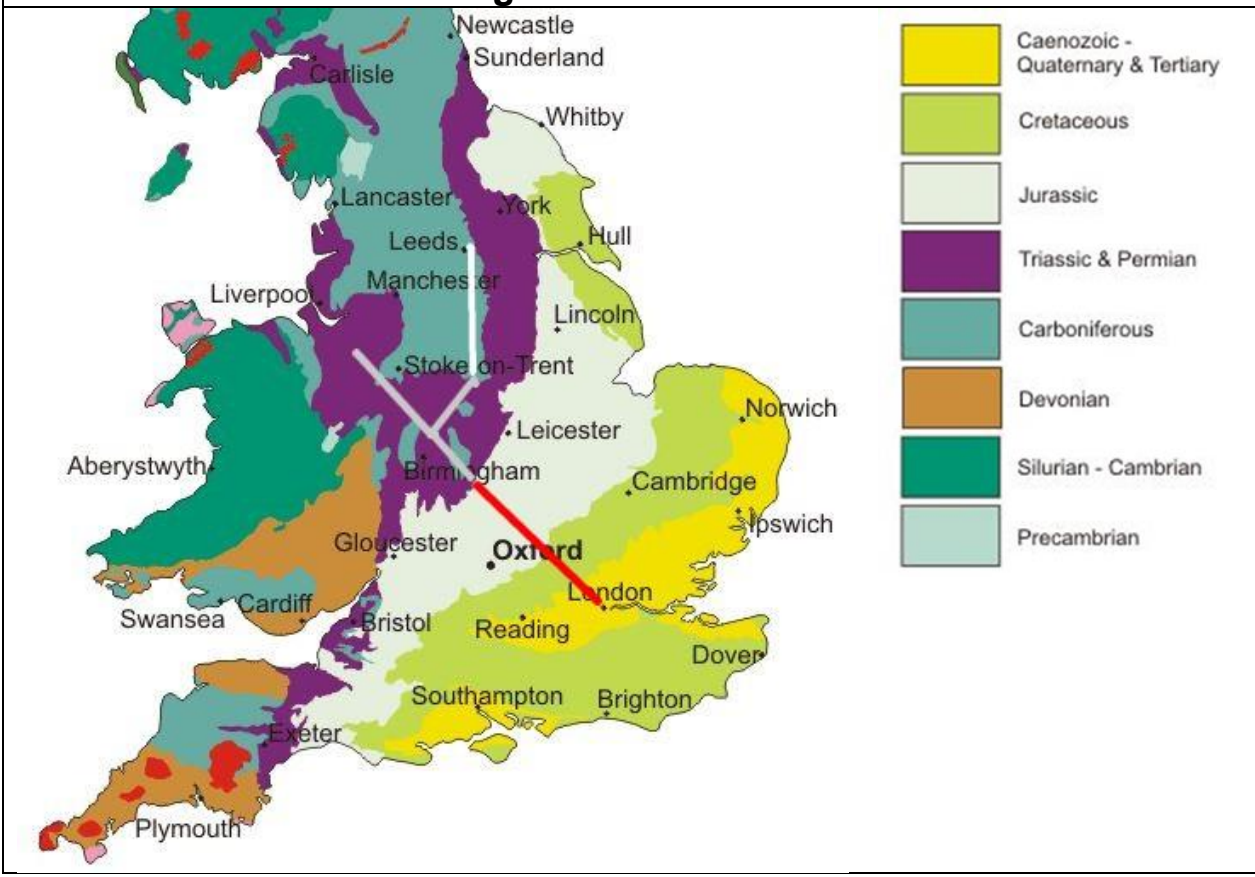 Newcastle
Sunderland
Carlisle
Whitby
Lancaster
York
Leeds
Hull
Manchester
Liverpool
Lincoln
Stoke on-Trent
Norwich
Leicester
Aberystwyth
Birmingham
Cambridge
Ipswich
Gloucester
Oxford
London
Swansea
Cardiff
Bristol
Reading
Dover
Southampton
Brighton
Exeter
Plymouth
Caenozoic -
Quaternary & Tertiary
Cretaceous
Jurassic
Triassic & Permian
Carboniferous
Devonian
Silurian - Cambrian
Precambrian